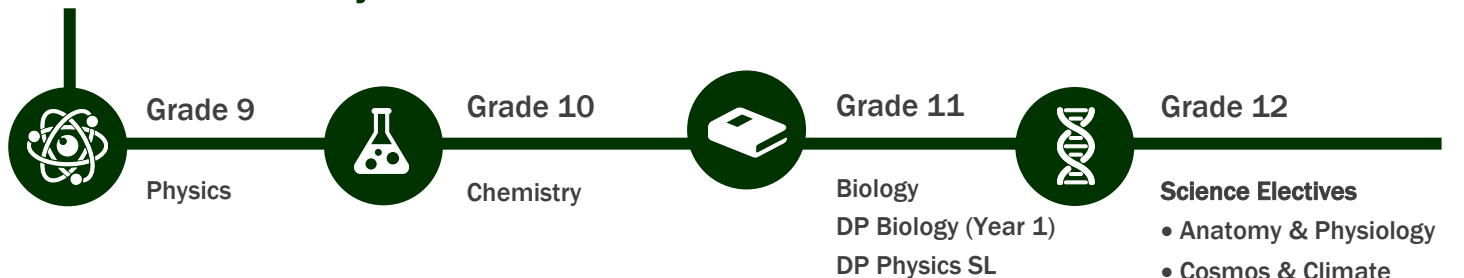 Grade 9
Physics
Grade 10
Chemistry
Grade 11
Biology
DP Biology (Year 1)
DP Physics SL
Grade 12
Science Electives
• Anatomy & Physiology
• Cosmos & Climate